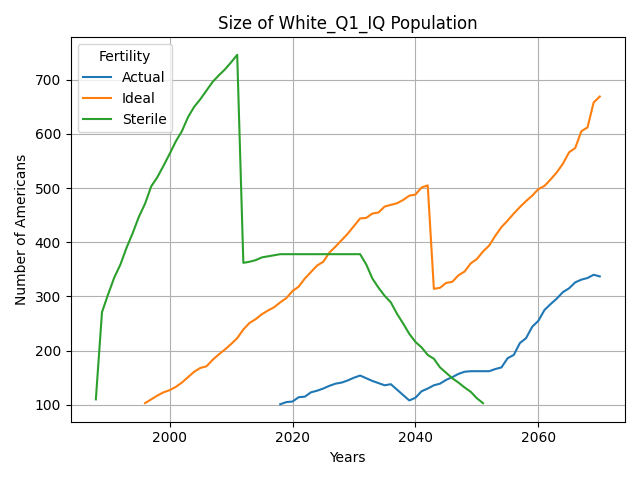 Size of White_Q1_IQ Population
Fertility
Actual
Ideal
Sterile
Number of Americans
700
600
500
400
300
200
100
2000
2020
2040
2060
Years